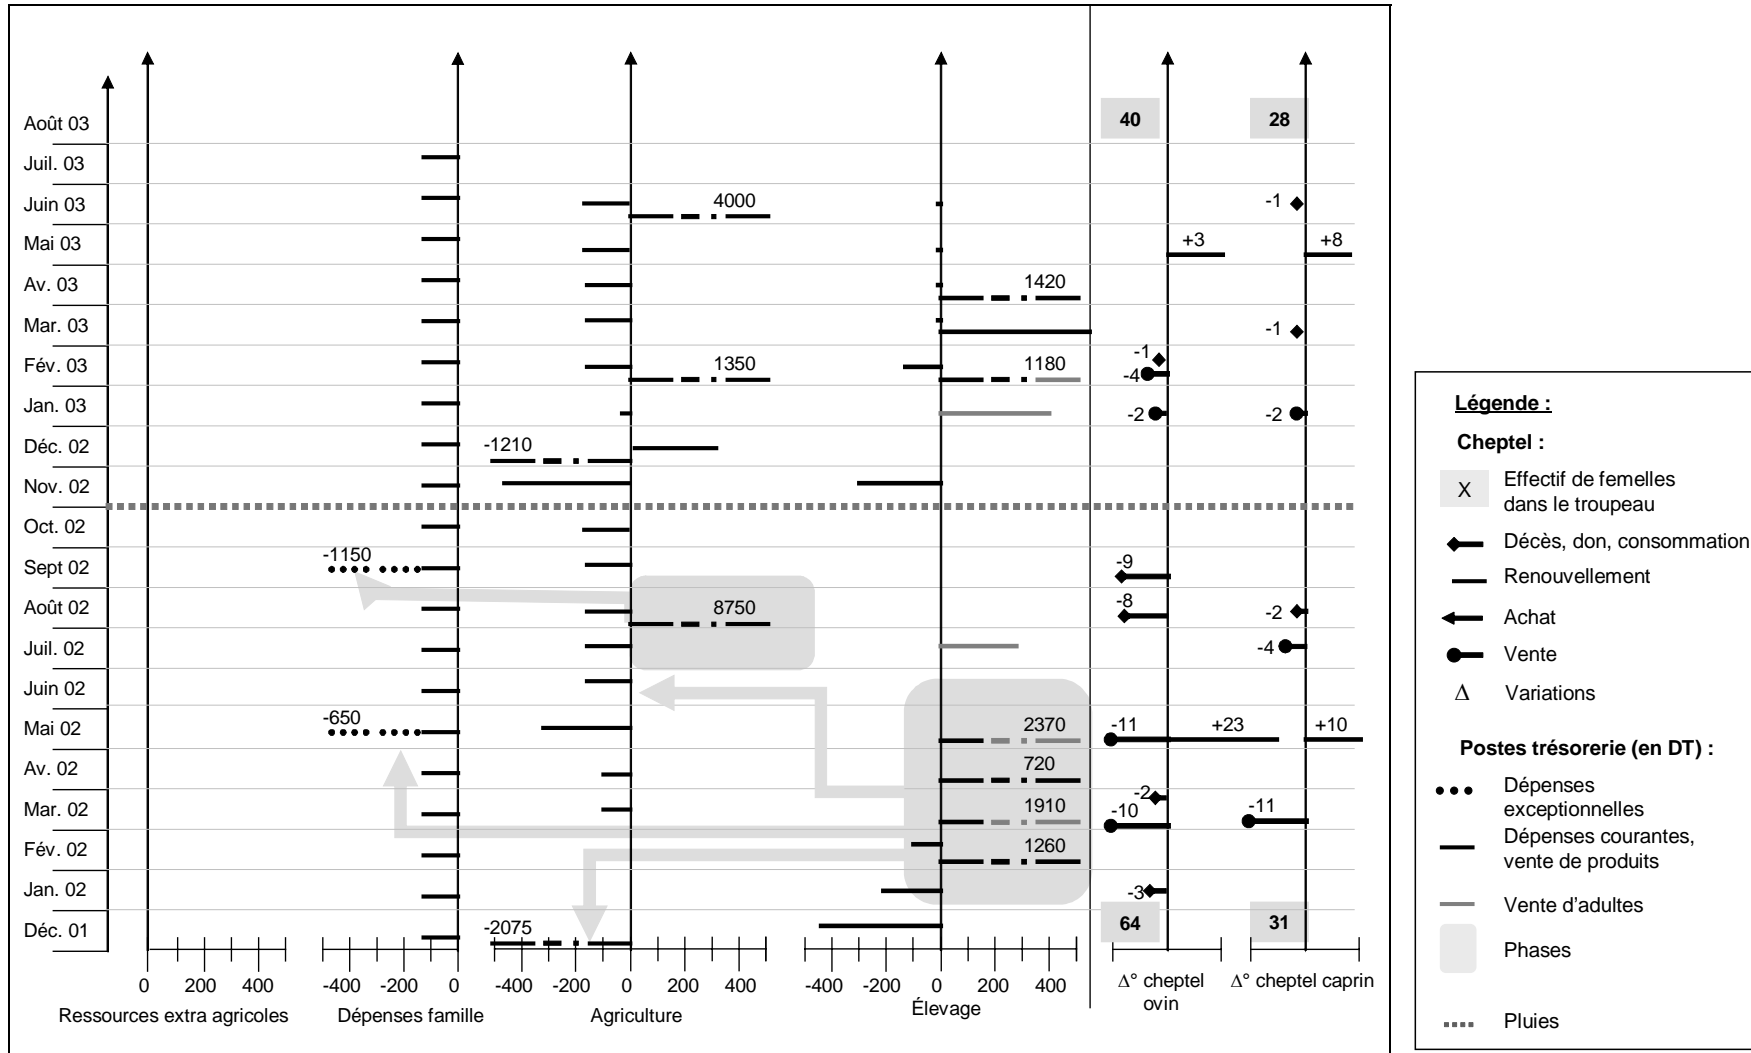 Août 03
40
28
Juil. 03
Juin 03
4000
-1
Mai 03
+3
+8
Av. 03
1420
Mar. 03
-1
Fév. 03
1350
1180
-1
-4
Jan. 03
-2
-2
Déc. 02
-1210
Nov. 02
Oct. 02
Sept 02
-1150
-9
Août 02
8750
-8
-2
Juil. 02
-4
Juin 02
Mai 02
-650
2370
-11
+23
+10
Av. 02
720
Mar. 02
1910
-2
-10
-11
Fév. 02
1260
Jan. 02
-3
Déc. 01
-2075
64
31
0 200 400
-400 -200 0
-400 -200 0 200 400
-400 -200 0 200 400
Ressources extra agricoles
Dépenses famille
Agriculture
Élevage
Δ° cheptel
ovin
Δ° cheptel caprin
Légende :
Cheptel :
X
Effectif de femelles
dans le troupeau
Décès, don, consommation
Renouvellement
Achat
Vente
Δ Variations
Postes trésorerie (en DT) :
Dépenses
exceptionnelles
Dépenses courantes,
vente de produits
Vente d'adultes
Phases
Pluies